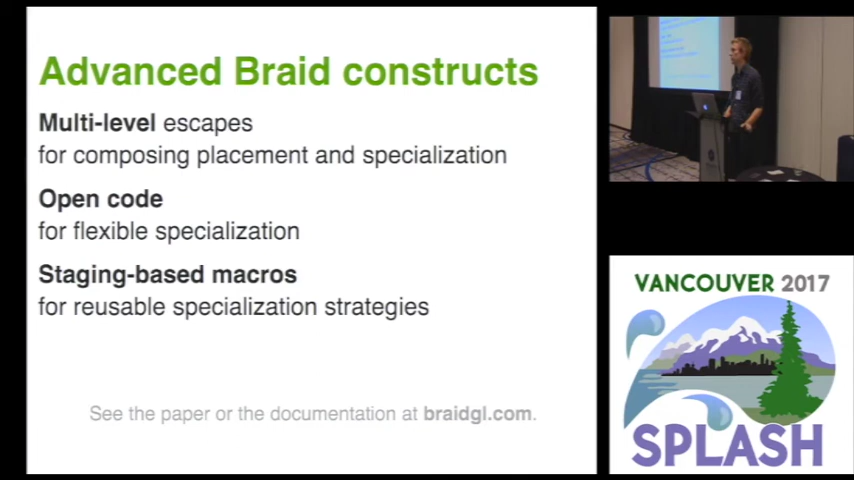 Advanced Braid constructs
Multi-level escapes
for composing placement and specialization
Open code
for flexible specialization
Staging-based macros
for reusable specialization strategies
See the paper or the documentation at braidgl.com.
VANCOUVER 2017
SPLASH